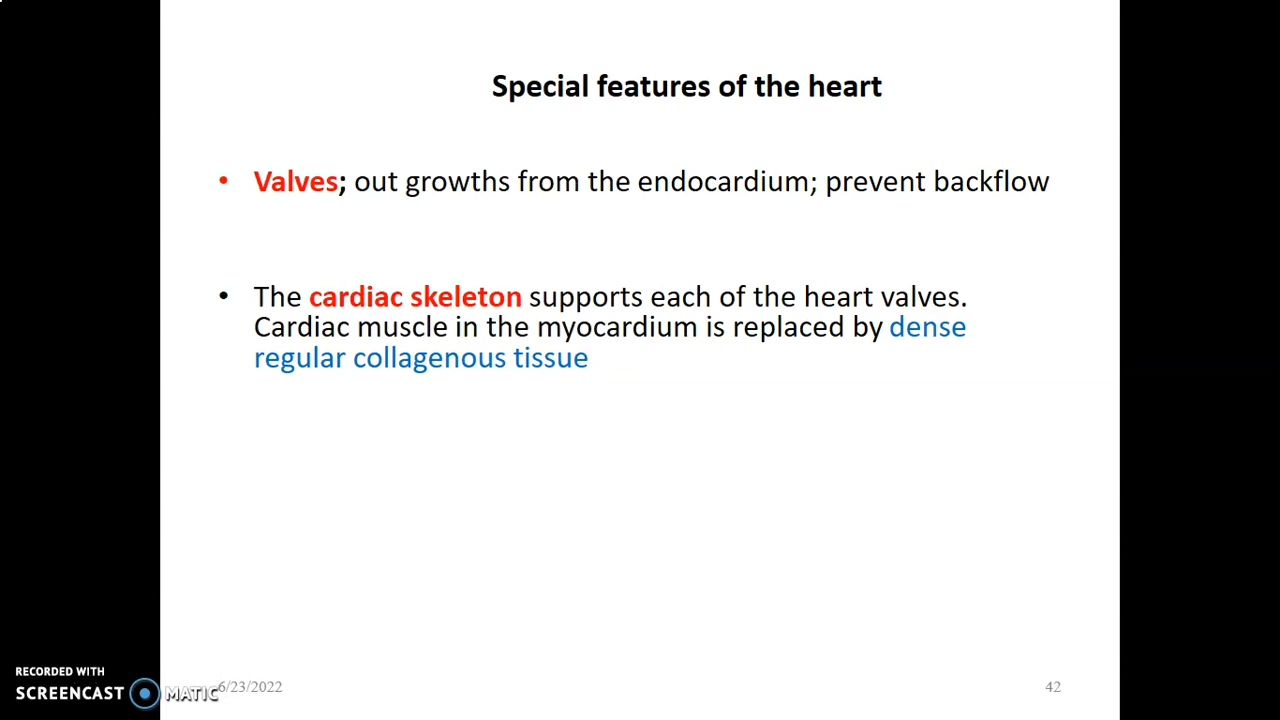 Special features of the heart
• Valves; out growths from the endocardium; prevent backflow
• The cardiac skeleton supports each of the heart valves.
Cardiac muscle in the myocardium is replaced by dense
regular collagenous tissue
RECORDED WITH
SCREENCAST MATIC
6/23/2022
42